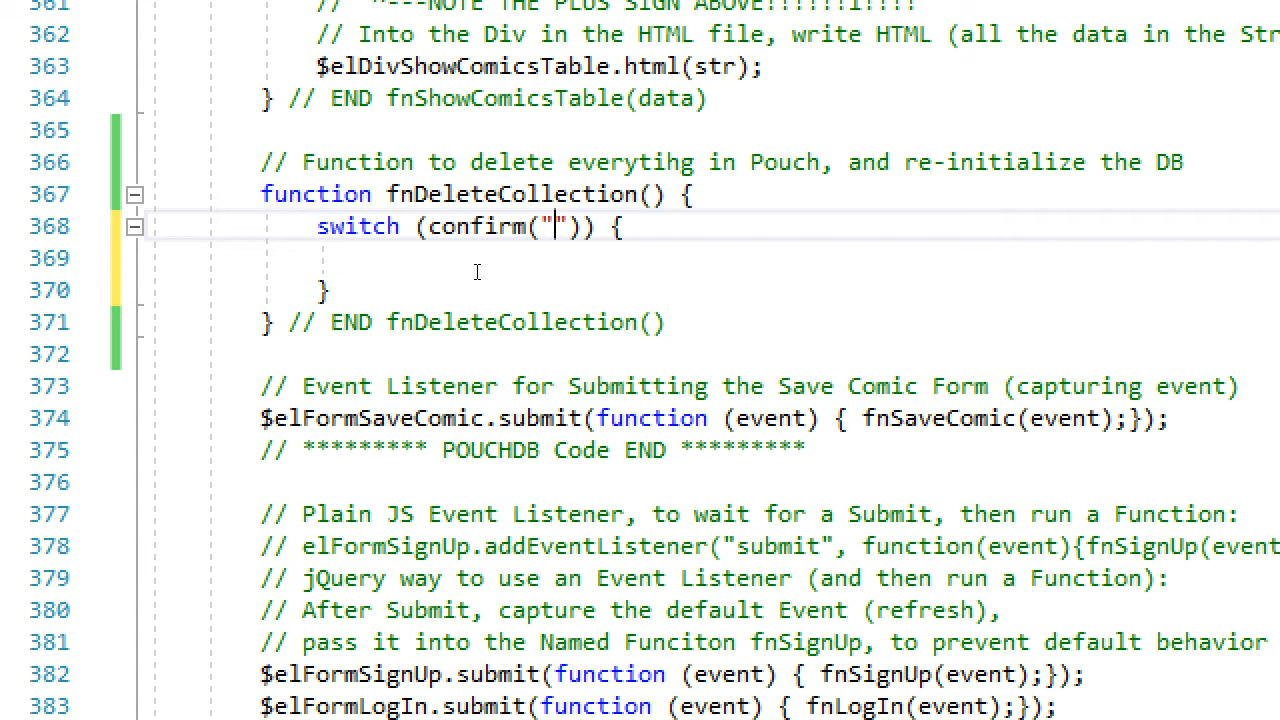 361 // ^---NOTE THE PLUS SIGN ABOVE!!!!!!1!!!!
362 // Into the Div in the HTML file, write HTML (all the data in the Str
363 $elDivShowComicsTable.html(str);
364 } // END fnShowComicsTable(data)
365
366 // Function to delete everytihg in Pouch, and re-initialize the DB
367 function fnDeleteCollection() {
368 switch (confirm("")) {
369
370 }
371 } // END fnDeleteCollection()
372
373 // Event Listener for Submitting the Save Comic Form (capturing event)
374 $elFormSaveComic.submit(function (event) { fnSaveComic(event);});
375 // ********* POUCHDB Code END *********
376
377 // Plain JS Event Listener, to wait for a Submit, then run a Function:
378 // elFormSignUp.addEventListener("submit", function(event){fnSignUp(event
379 // jQuery way to use an Event Listener (and then run a Function):
380 // After Submit, capture the default Event (refresh),
381 // pass it into the Named Funciton fnSignUp, to prevent default behavior
382 $elFormSignUp.submit(function (event) { fnSignUp(event);});
383 $elFormLogIn.submit(function (event) { fnLogIn(event);});